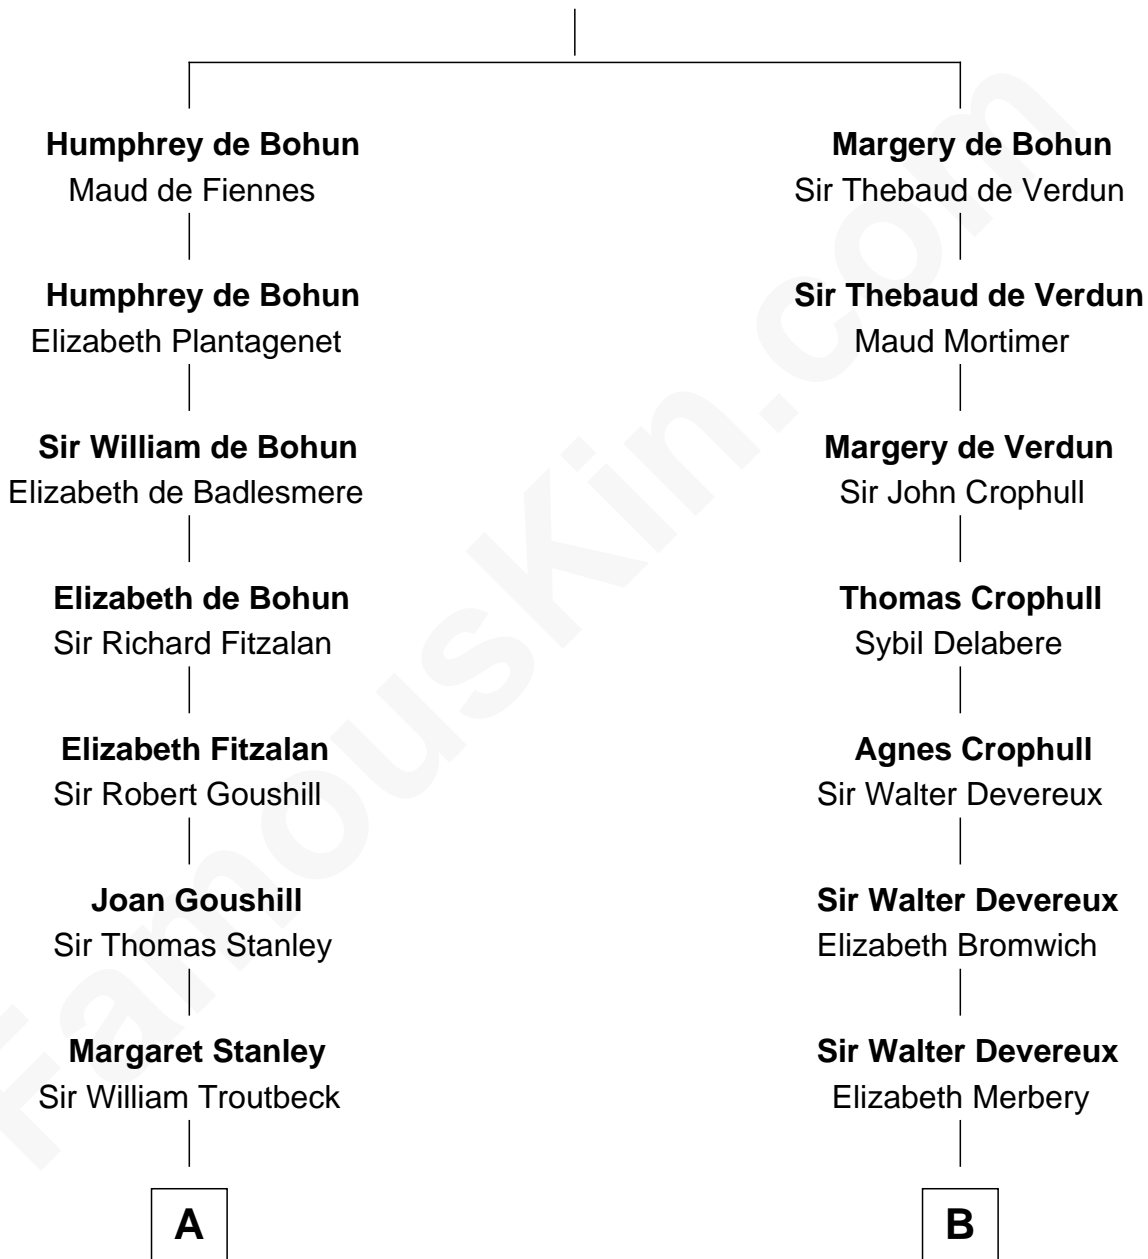 Humphrey de Bohun
Maud de Fiennes
Humphrey de Bohun
Elizabeth Plantagenet
Sir William de Bohun
Elizabeth de Badlesmere
Elizabeth de Bohun
Sir Richard Fitzalan
Elizabeth Fitzalan
Sir Robert Goushill
Joan Goushill
Sir Thomas Stanley
Margaret Stanley
Sir William Troutbeck
A
Margery de Bohun
Sir Thebaud de Verdun
Sir Thebaud de Verdun
Maud Mortimer
Margery de Verdun
Sir John Crophull
Thomas Crophull
Sybil Delabere
Agnes Crophull
Sir Walter Devereux
Sir Walter Devereux
Elizabeth Bromwich
Sir Walter Devereux
Elizabeth Merbery
B
FamousKin.com